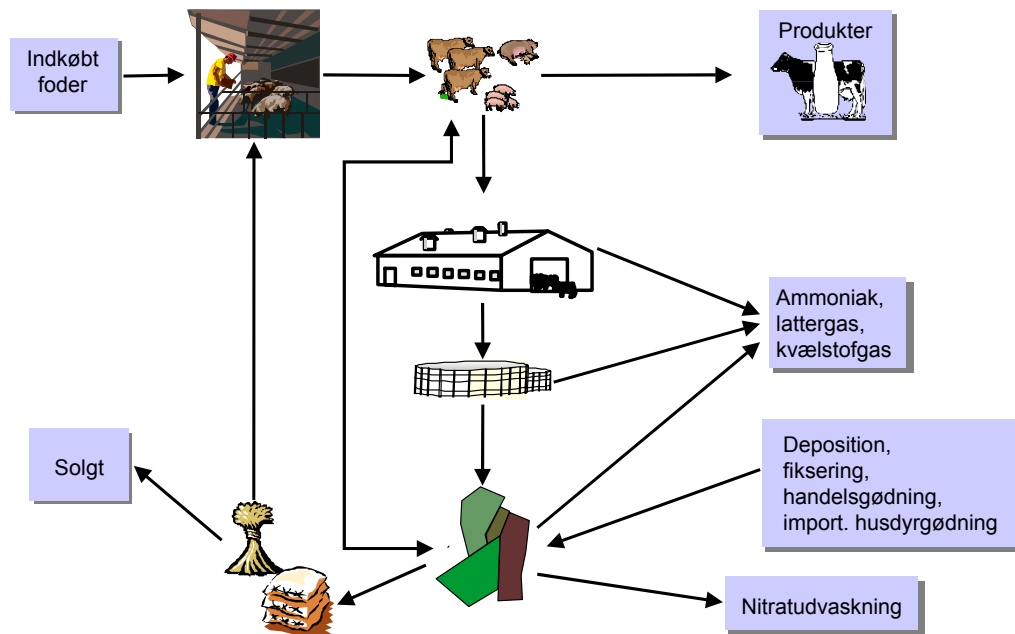 Indkøbt
foder
Produkter
Ammoniak,
lattergas,
kvælstofgas
Solgt
Deposition,
fiksering,
handelsgødning,
import. husdyrgødning
Nitratudvaskning